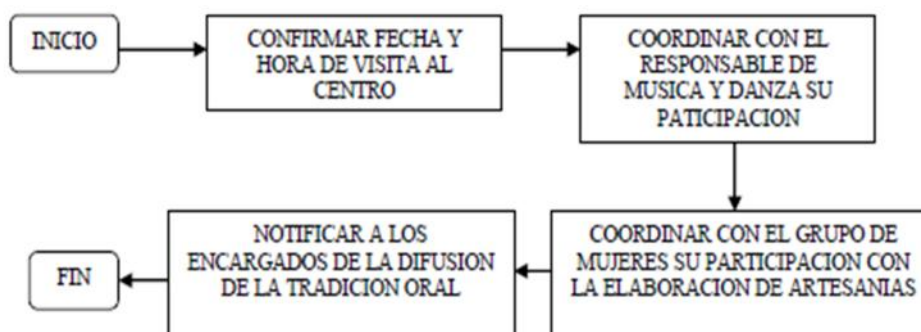 INICIO
CONFIRMAR FECHA Y
HORA DE VISITA AL
CENTRO
COORDINAR CON EL
RESPONSABLE DE
MUSICA Y DANZA SU
PATICIPACION
COORDINAR CON EL GRUPO DE
MUJERES SU PARTICIPACION CON
LA ELABORACION DE ARTESANIAS
NOTIFICAR A LOS
ENCARGADOS DE LA DIFUSION
DE LA TRADICION ORAL
FIN